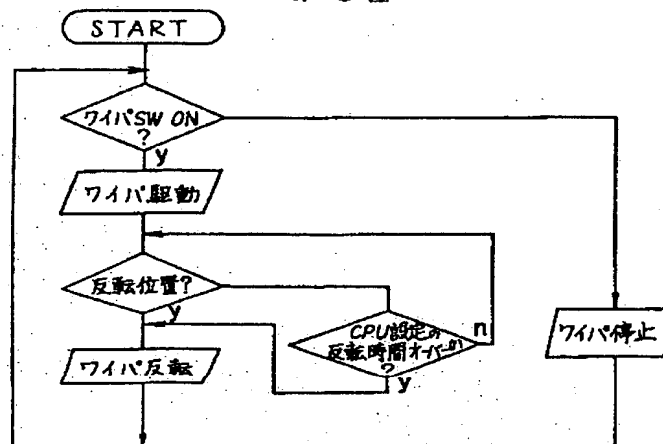 START
ワイパSW ON
?
y
ワイパ駆動
反転位置?
y
CPU設定の
反転時間オーバーか
?
n
y
ワイパ反転
ワイパ停止